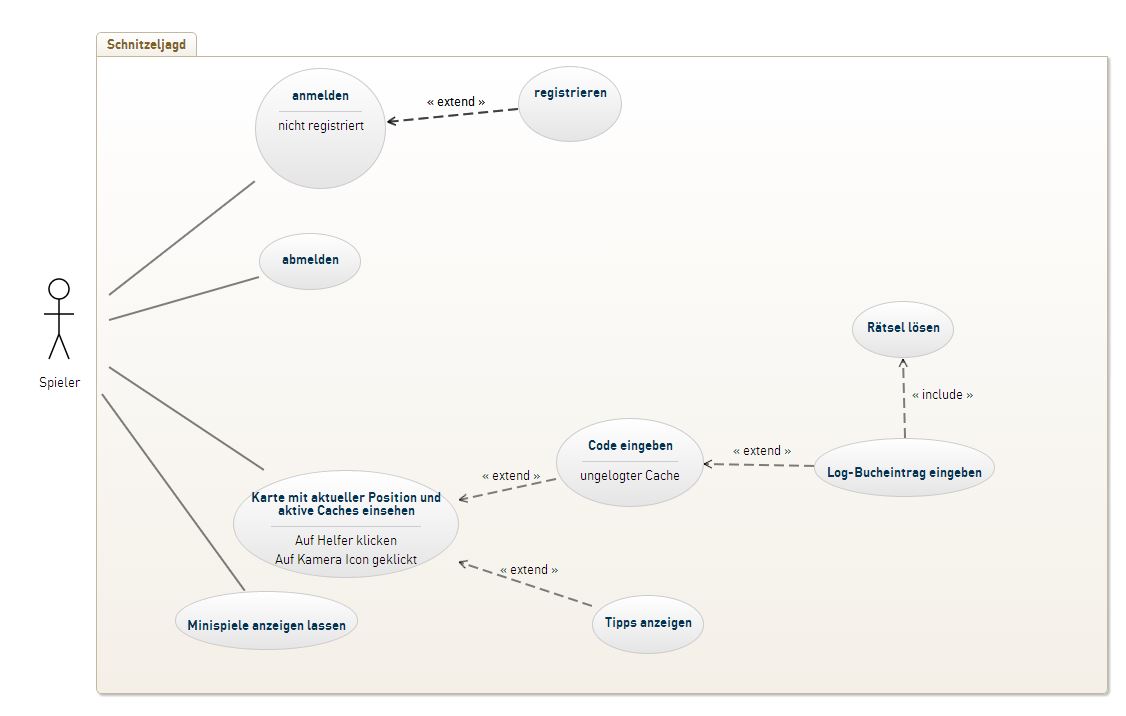 Schnitzeljagd
anmelden
nicht registriert
« extend »
registrieren
abmelden
Spieler
Rätsel lösen
« include »
Code eingeben
ungelogter Cache
« extend »
Log-Bucheintrag eingeben
« extend »
Karte mit aktueller Position und
aktive Caches einsehen
Auf Helfer klicken
Auf Kamera Icon geklickt
« extend »
Minispiele anzeigen lassen
Tipps anzeigen